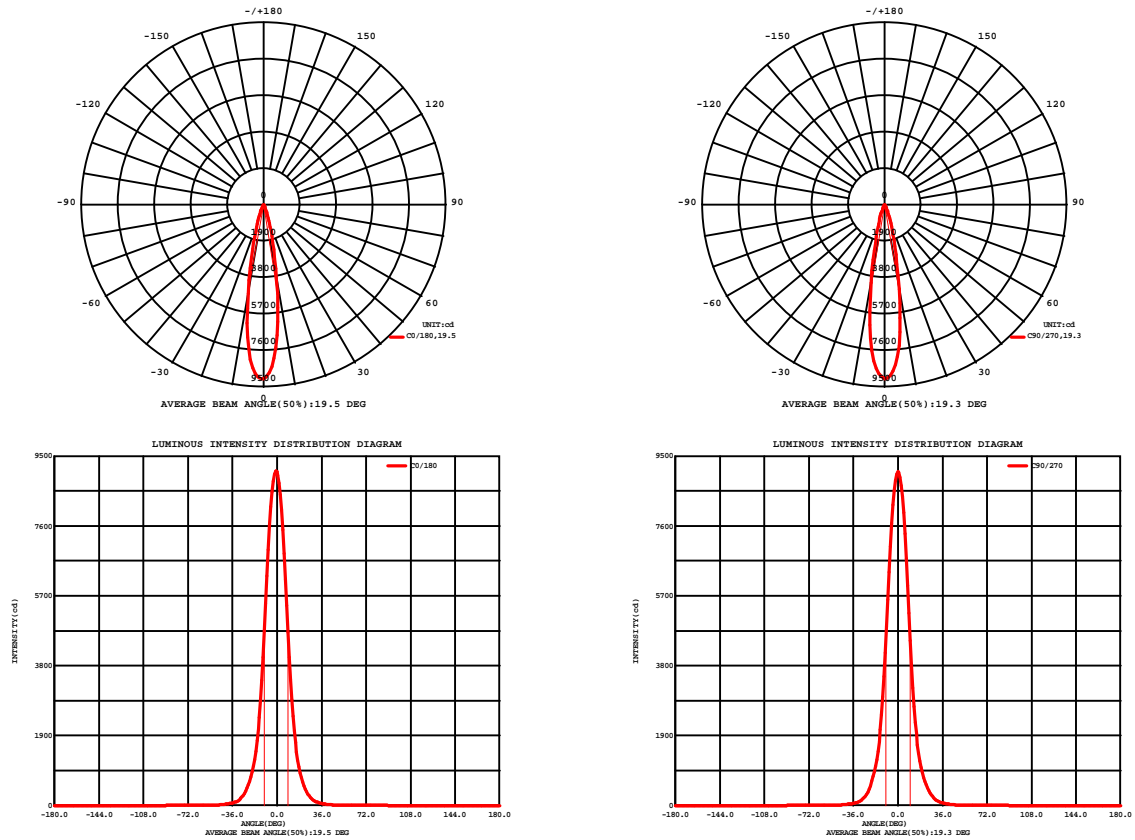 -/+180
-150
150
-120
120
0
-90
90
1900
3800
-60
60
5700
UNIT:cd
C0/180,19.5
7600
-30
30
9500
0
AVERAGE BEAM ANGLE(50%):19.5 DEG
-/+180
-150
150
-120
120
0
-90
90
1900
3800
-60
60
5700
UNIT:cd
C90/270,19.3
7600
-30
30
9500
0
AVERAGE BEAM ANGLE(50%):19.3 DEG
LUMINOUS INTENSITY DISTRIBUTION DIAGRAM
C0/180
9500
7600
5700
INTENSITY(cd)
3800
1900
0
-180.0 -144.0 -108.0 -72.0 -36.0 0.0 36.0 72.0 108.0 144.0 180.0
ANGLE(DEG)
AVERAGE BEAM ANGLE(50%):19.5 DEG
LUMINOUS INTENSITY DISTRIBUTION DIAGRAM
C90/270
9500
7600
5700
INTENSITY(cd)
3800
1900
0
-180.0 -144.0 -108.0 -72.0 -36.0 0.0 36.0 72.0 108.0 144.0 180.0
ANGLE(DEG)
AVERAGE BEAM ANGLE(50%):19.3 DEG